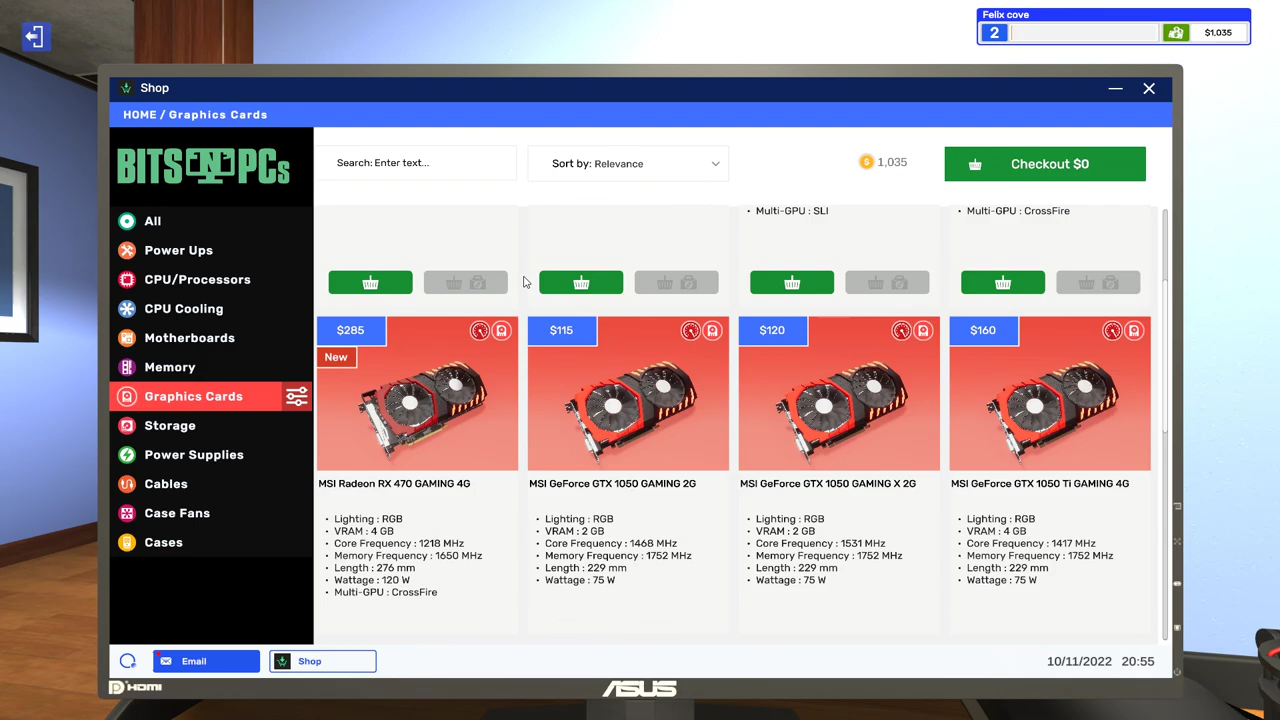 Felix cove
2
$1,035
Shop
HOME / Graphics Cards
BITS N PCs
Search: Enter text...
Sort by: Relevance
1,035
Checkout $0
All
Power Ups
CPU/Processors
CPU Cooling
Motherboards
Memory
Graphics Cards
Storage
Power Supplies
Cables
Case Fans
Cases
• Multi-GPU : SLI
• Multi-GPU : CrossFire
$285
New
MSI Radeon RX 470 GAMING 4G
• Lighting : RGB
• VRAM : 4 GB
• Core Frequency : 1218 MHz
• Memory Frequency : 1650 MHz
• Length : 276 mm
• Wattage : 120 W
• Multi-GPU : CrossFire
$115
MSI GeForce GTX 1050 GAMING 2G
• Lighting : RGB
• VRAM : 2 GB
• Core Frequency : 1468 MHz
• Memory Frequency : 1752 MHz
• Length : 229 mm
• Wattage : 75 W
$120
MSI GeForce GTX 1050 GAMING X 2G
• Lighting : RGB
• VRAM : 2 GB
• Core Frequency : 1531 MHz
• Memory Frequency : 1752 MHz
• Length : 229 mm
• Wattage : 75 W
$160
MSI GeForce GTX 1050 Ti GAMING 4G
• Lighting : RGB
• VRAM : 4 GB
• Core Frequency : 1417 MHz
• Memory Frequency : 1752 MHz
• Length : 229 mm
• Wattage : 75 W
Email
Shop
10/11/2022 20:55
HDMI
ASUS